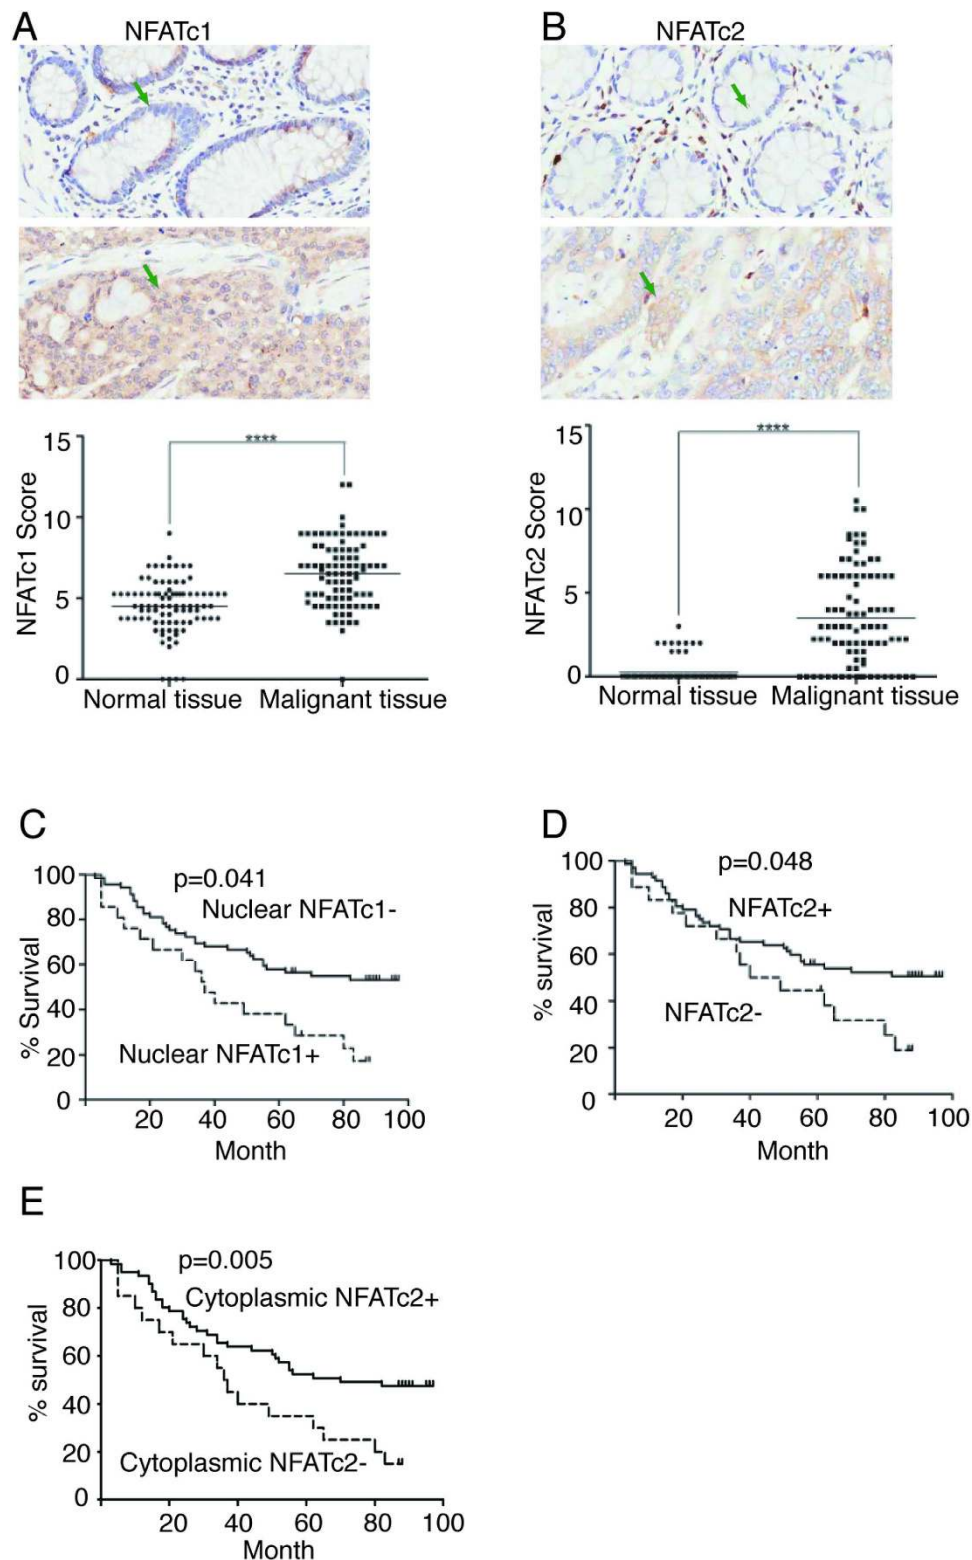 A
NFATc1
B
NFATc2
15
10
5
0
NFATc1 Score
****
Normal tissue
Malignant tissue
15
10
5
0
NFATc2 Score
****
Normal tissue
Malignant tissue
C
100
80
60
40
20
0
% Survival
p=0.041
Nuclear NFATc1-
Nuclear NFATc1+
20 40 60 80 100
Month
D
100
80
60
40
20
0
% survival
p=0.048
NFATc2+
NFATc2-
20 40 60 80 100
Month
E
100
80
60
40
20
0
% survival
p=0.005
Cytoplasmic NFATc2+
Cytoplasmic NFATc2-
20 40 60 80 100
Month